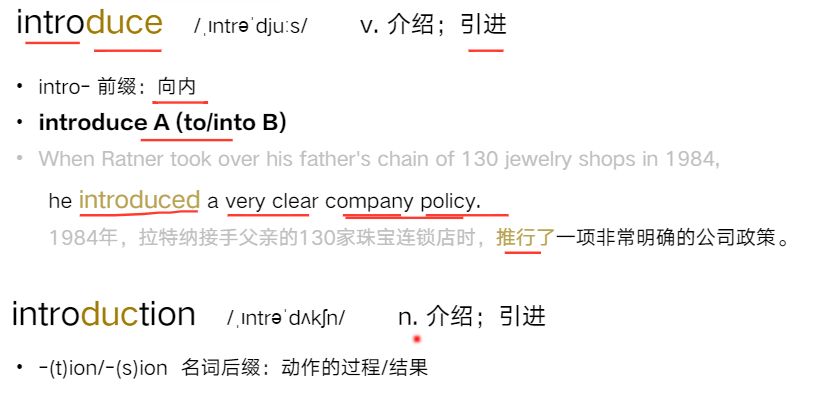 introduce /ˌɪntrəˈdjuːs/ v. 介绍；引进
• intro- 前缀：向内
• introduce A (to/into B)
• When Ratner took over his father's chain of 130 jewelry shops in 1984,
he introduced a very clear company policy.
1984年，拉特纳接手父亲的130家珠宝连锁店时，推行了一项非常明确的公司政策。
introduction /ˌɪntrəˈdʌkʃn/ n. 介绍；引进
• -(t)ion/-(s)ion 名词后缀：动作的过程/结果